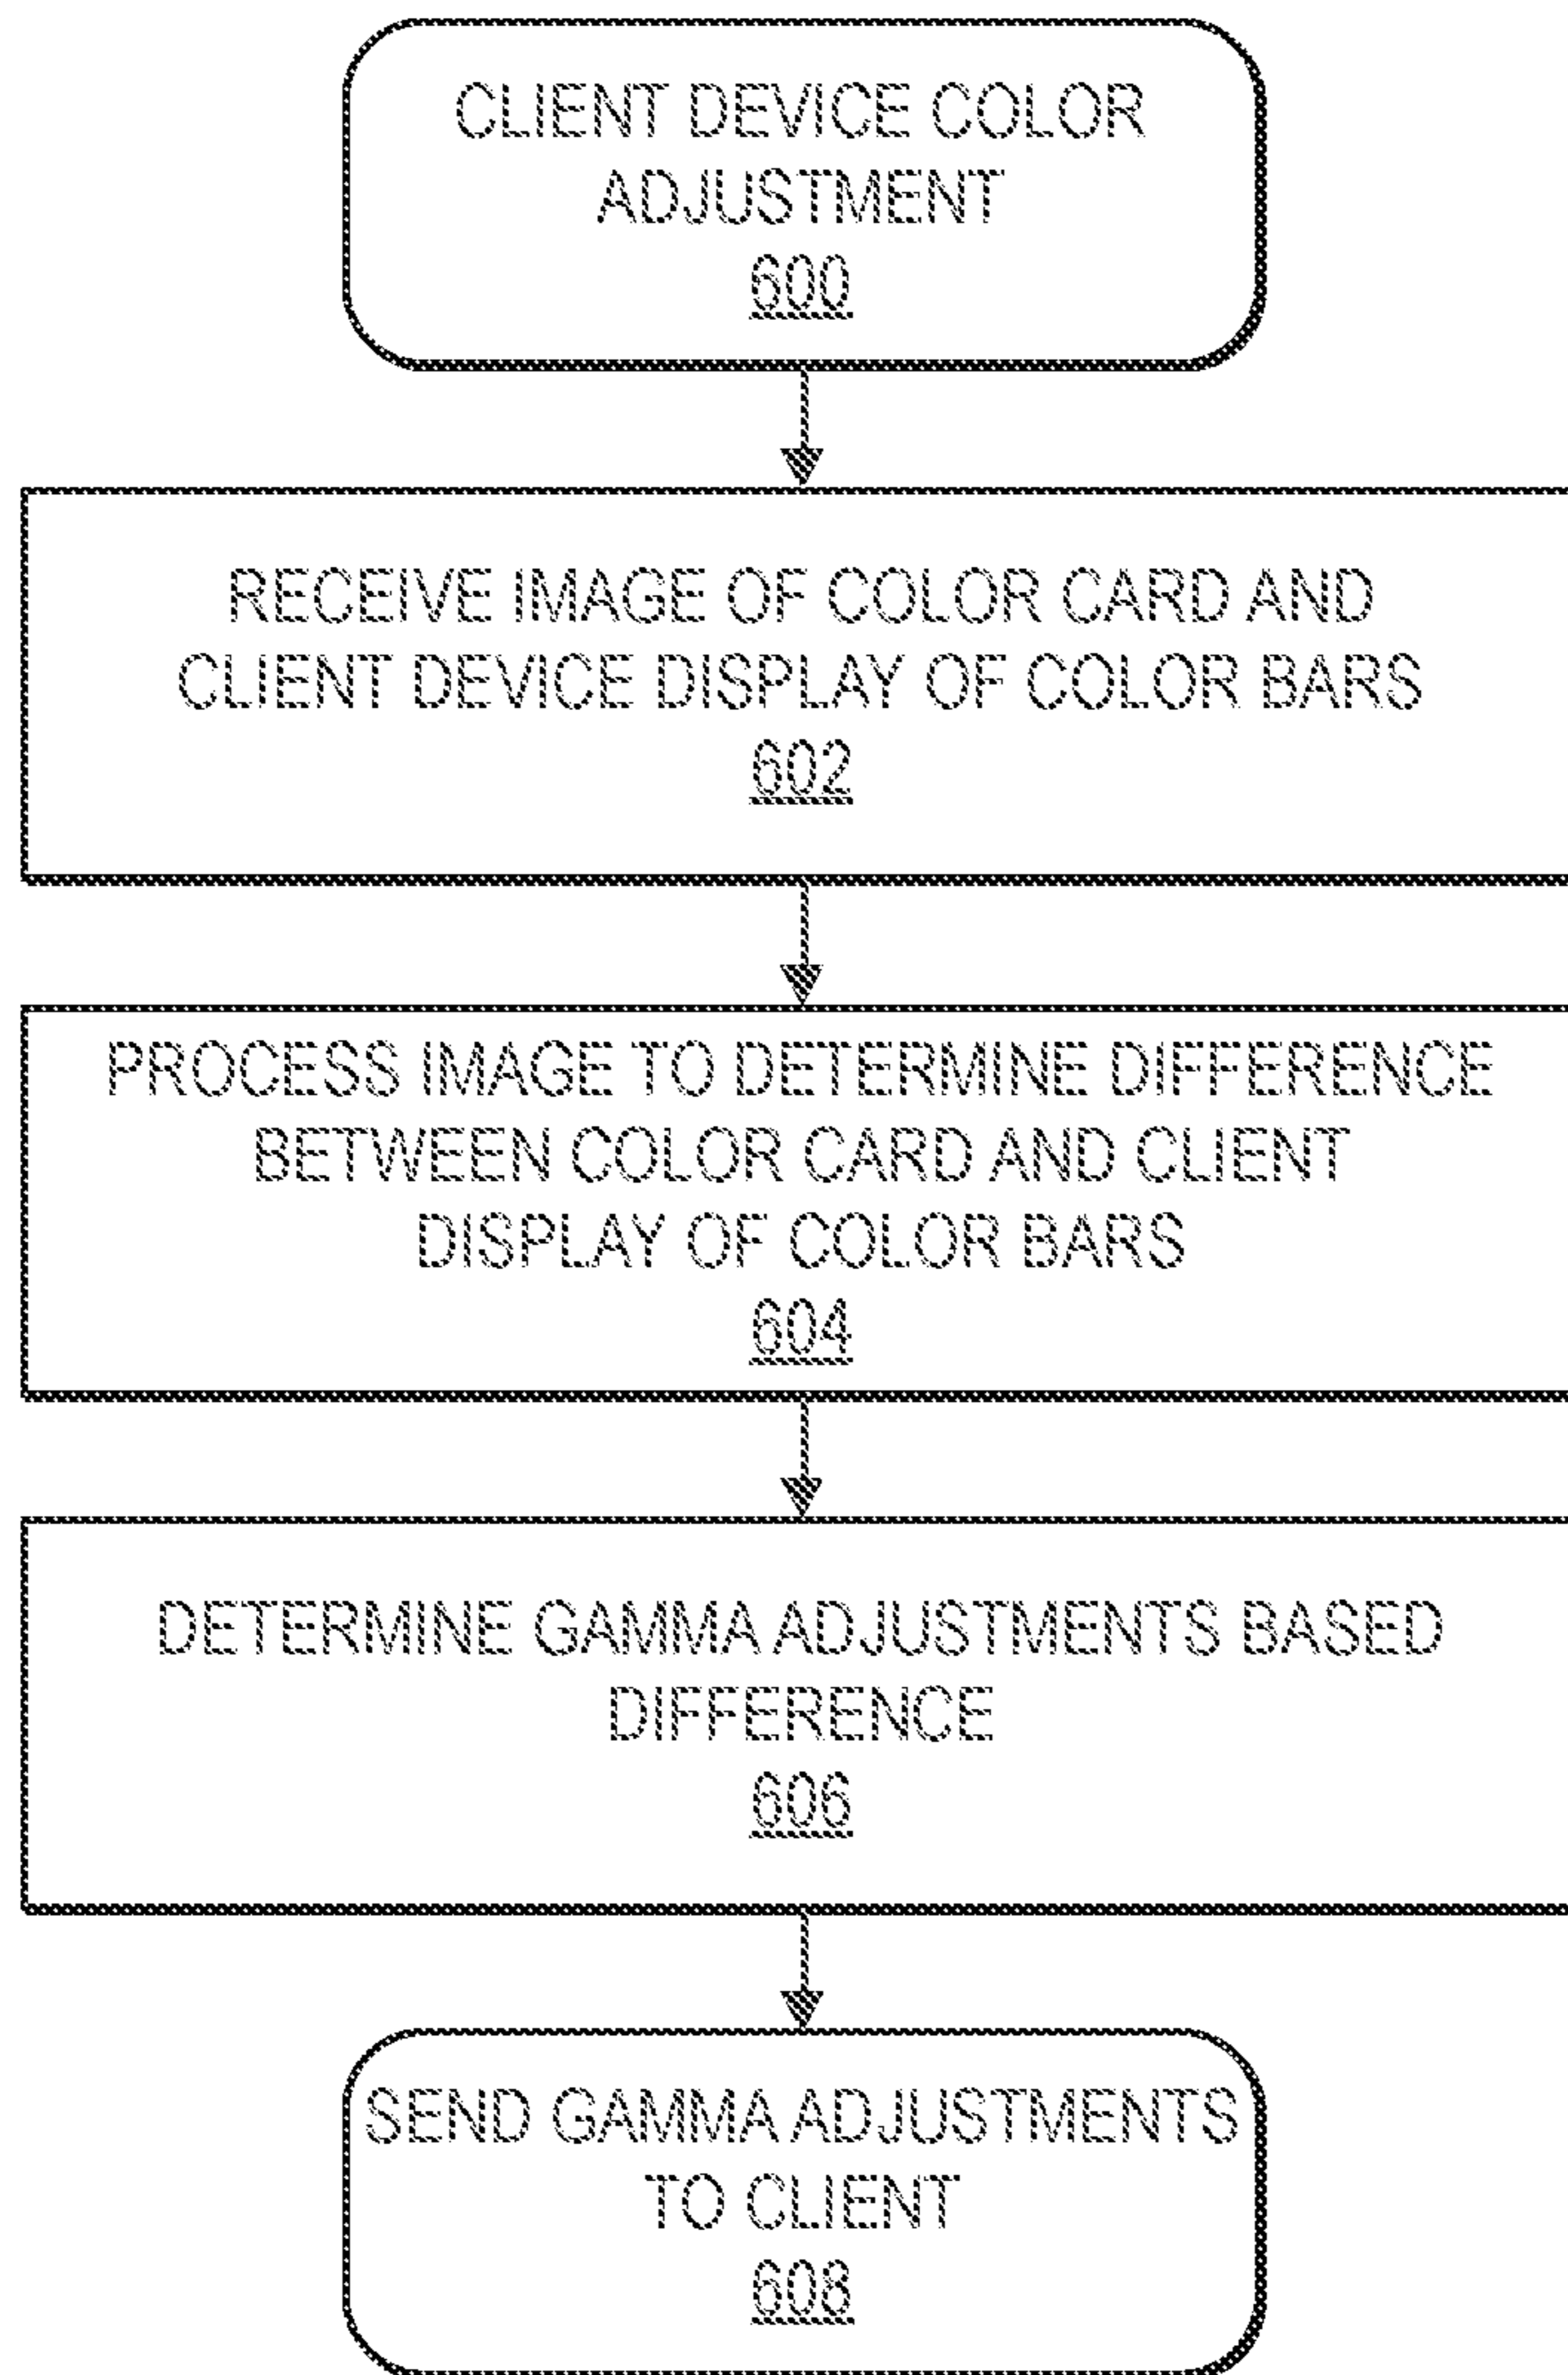 CLIENT DEVICE COLOR
ADJUSTMENT
600
RECEIVE IMAGE OF COLOR CARD AND
CLIENT DEVICE DISPLAY OF COLOR BARS
602
PROCESS IMAGE TO DETERMINE DIFFERENCE
BETWEEN COLOR CARD AND CLIENT
DISPLAY OF COLOR BARS
604
DETERMINE GAMMA ADJUSTMENTS BASED
DIFFERENCE
606
SEND GAMMA ADJUSTMENTS
TO CLIENT
608